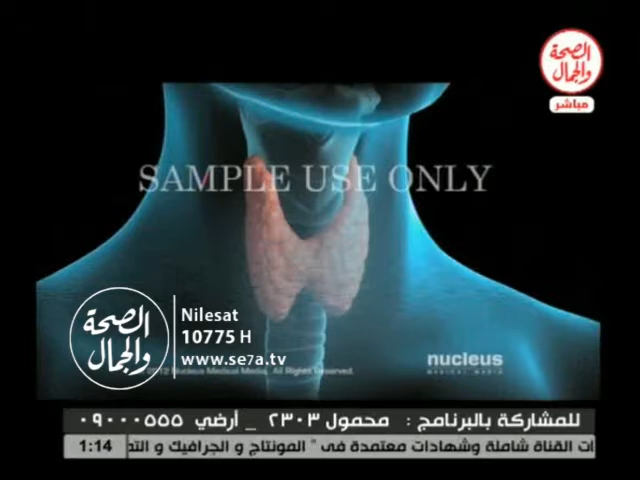 الصحة
والجمال
مباشر
SAMPLE USE ONLY
الصحة
والجمال
Nilesat
10775 H
www.se7a.tv
©2012 Nucleus Medical Media, All Rights Reserved.
nucleus
MEDICAL MEDIA
للمشاركة بالبرنامج : محمول ٢٣٠٣ _ أرضي ٠٩٠٠٠٥٥٥
ات القناة شاملة وشهادات معتمدة فى " المونتاج و الجرافيك و التص
1:14